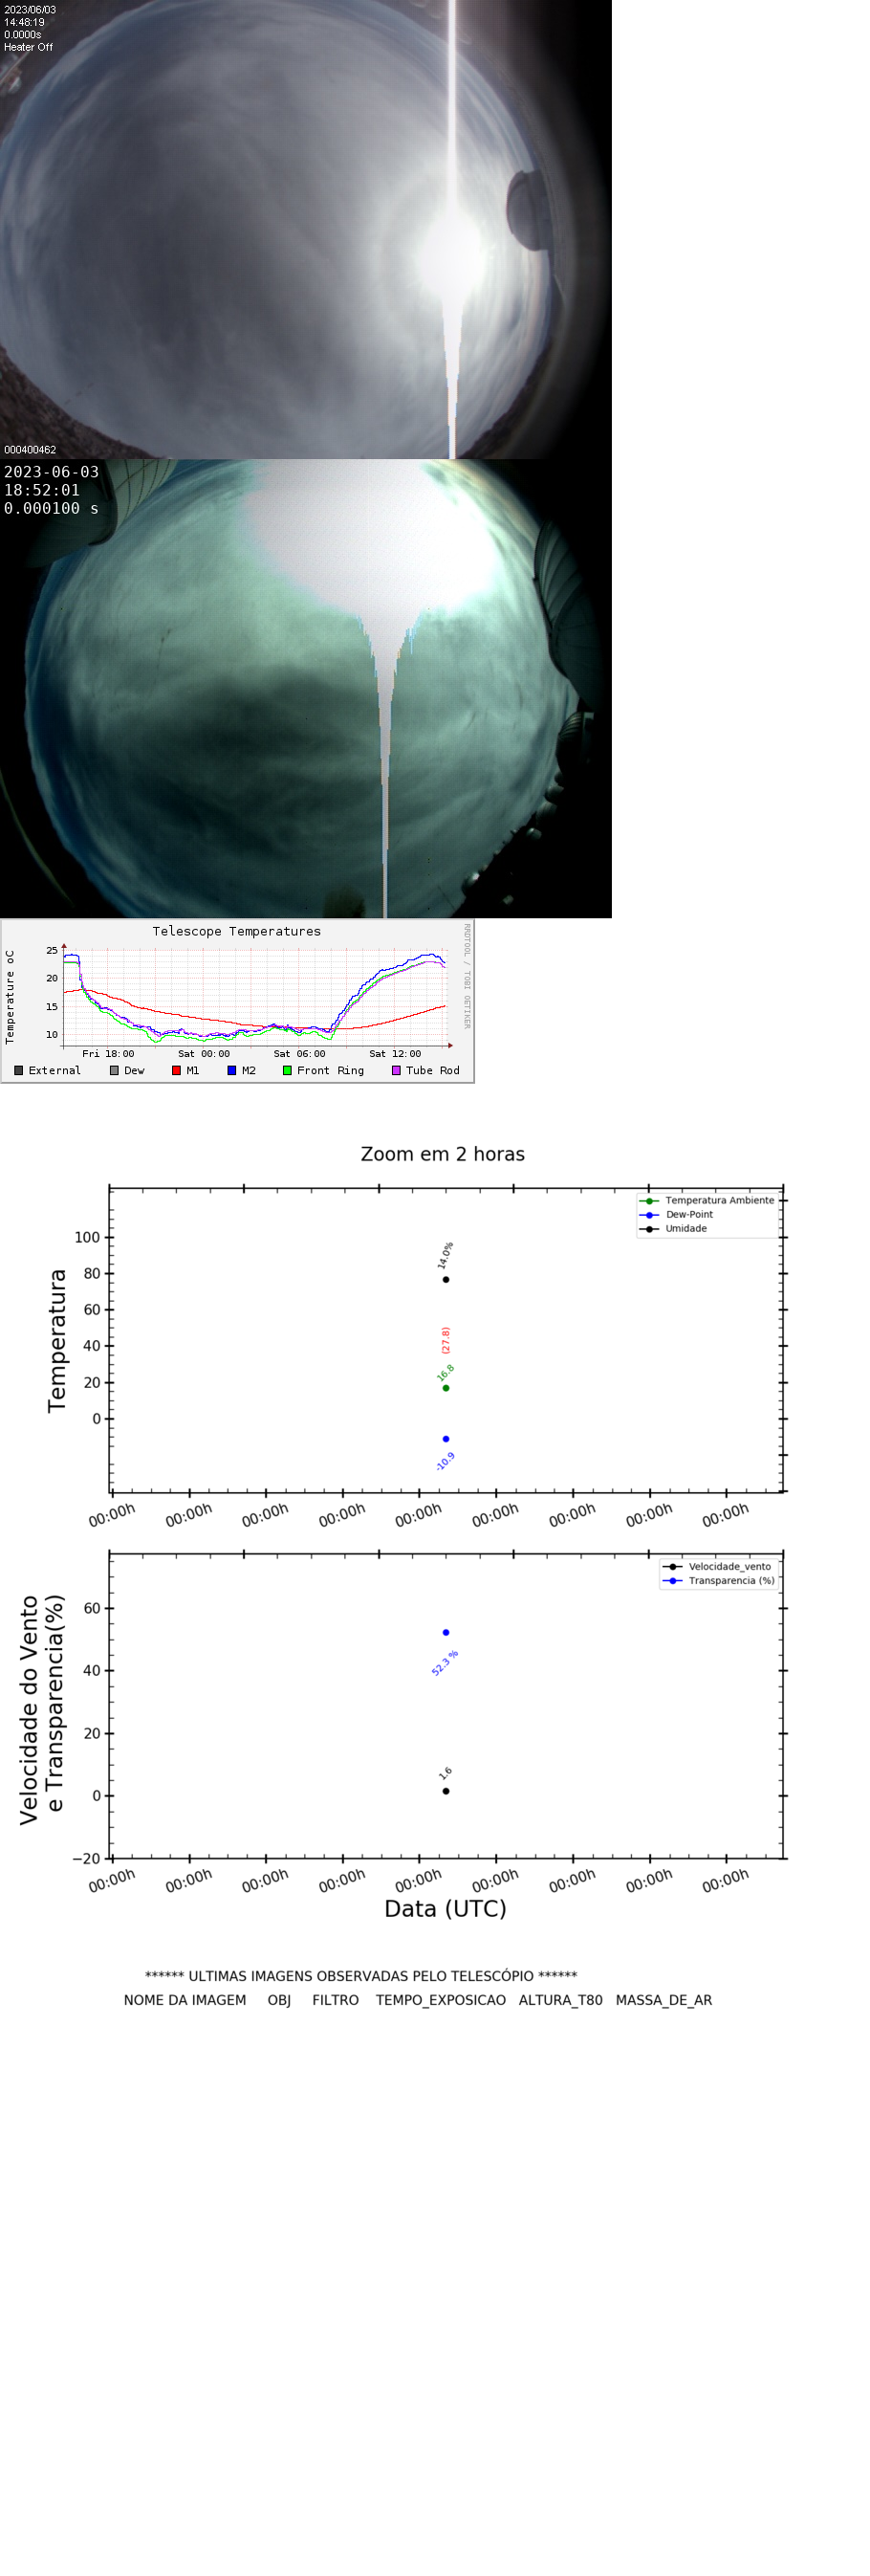 2023/06/03
14:48:19
0.0000s
Heater Off
000400462
2023-06-03
18:52:01
0.000100 s
Telescope Temperatures
RRDTOOL / TOBI OETIKER
Temperature oC
25
20
15
10
Fri 18:00 Sat 00:00 Sat 06:00 Sat 12:00
External Dew M1 M2 Front Ring Tube Rod
Zoom em 2 horas
Temperatura
100
80
60
40
20
0
Temperatura Ambiente
Dew-Point
Umidade
14.0%
(27.8)
16.8
-10.9
00:00h 00:00h 00:00h 00:00h 00:00h 00:00h 00:00h 00:00h 00:00h
Velocidade do Vento
e Transparencia(%)
60
40
20
0
−20
Velocidade_vento
Transparencia (%)
52.3 %
1.6
00:00h 00:00h 00:00h 00:00h 00:00h 00:00h 00:00h 00:00h 00:00h
Data (UTC)
****** ULTIMAS IMAGENS OBSERVADAS PELO TELESCÓPIO ******
NOME DA IMAGEM OBJ FILTRO TEMPO_EXPOSICAO ALTURA_T80 MASSA_DE_AR